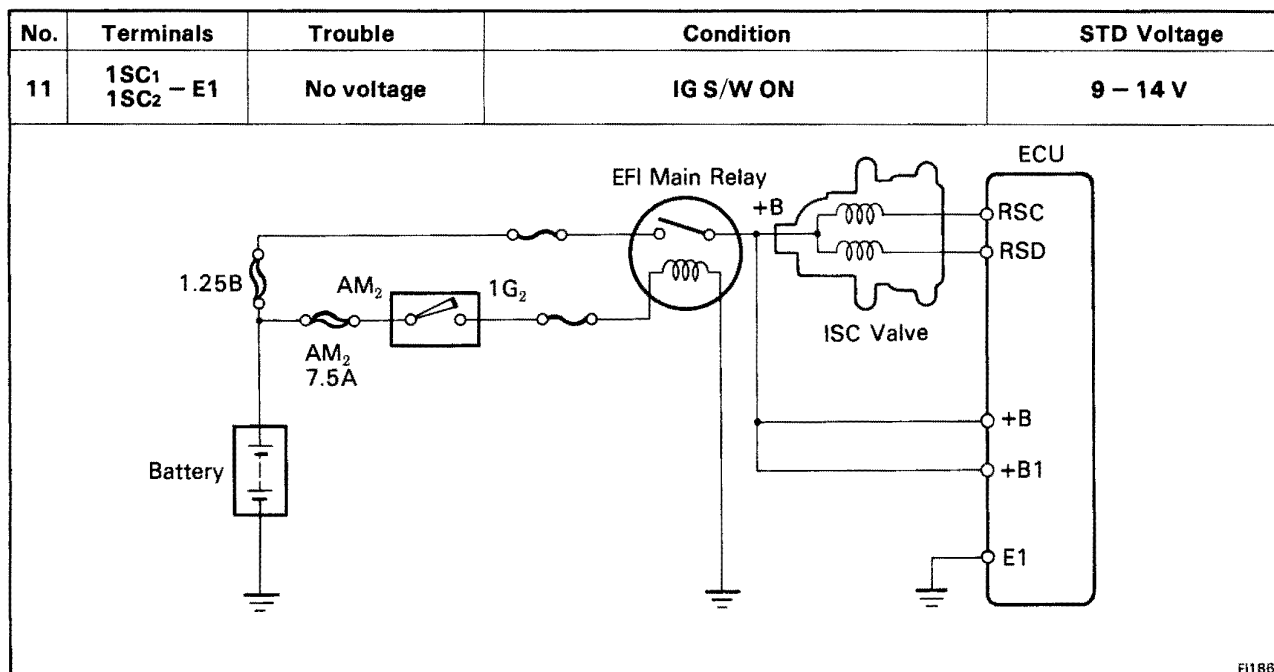 No. Terminals Trouble Condition STD Voltage
11 1SC1 1SC2 – E1 No voltage IG S/W ON 9 – 14 V
ECU
EFI Main Relay
+B
RSC
RSD
1.25B
AM2
1G2
ISC Valve
AM2
7.5A
+B
Battery
+B1
E1
FI186